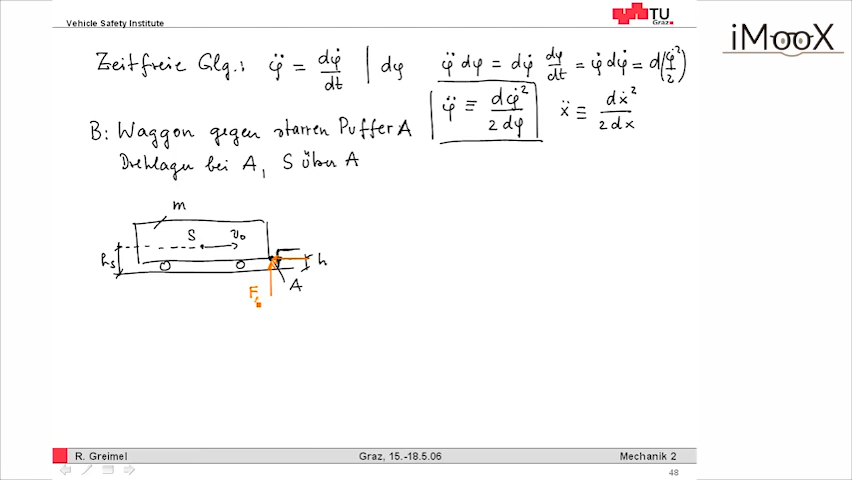 Vehicle Safety Institute
TU
Graz
iMooX
Zeitfreie Glg.: φ̈ = dφ̇/dt | dφ   φ̈ dφ = dφ̇ dφ/dt = φ̇ dφ̇ = d(φ̇²/2)
φ̈ ≡ dφ̇²/2dφ   ẍ ≡ dẋ²/2dx
B: Waggon gegen starren Puffer A
Drehlager bei A, S über A
m
S v₀
hs
h
A
F
R. Greimel Graz, 15.-18.5.06 Mechanik 2
48